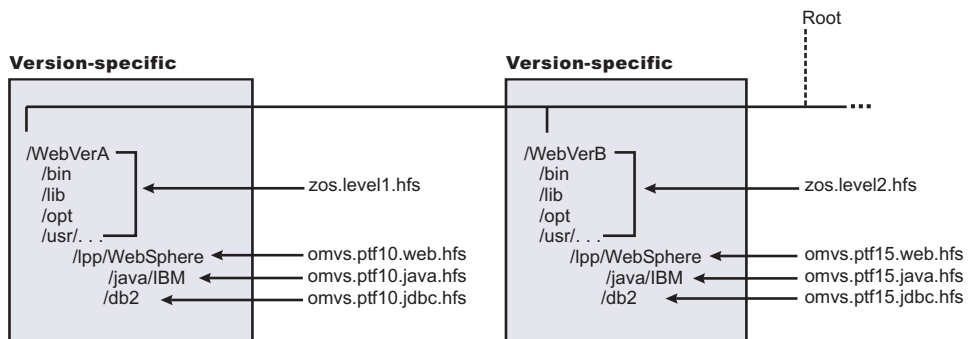 Root
Version-specific
/WebVerA
/bin
/lib
/opt
/usr/. . .
/lpp/WebSphere
/java/IBM
/db2
zos.level1.hfs
omvs.ptf10.web.hfs
omvs.ptf10.java.hfs
omvs.ptf10.jdbc.hfs
Version-specific
/WebVerB
/bin
/lib
/opt
/usr/. . .
/lpp/WebSphere
/java/IBM
/db2
zos.level2.hfs
omvs.ptf15.web.hfs
omvs.ptf15.java.hfs
omvs.ptf15.jdbc.hfs